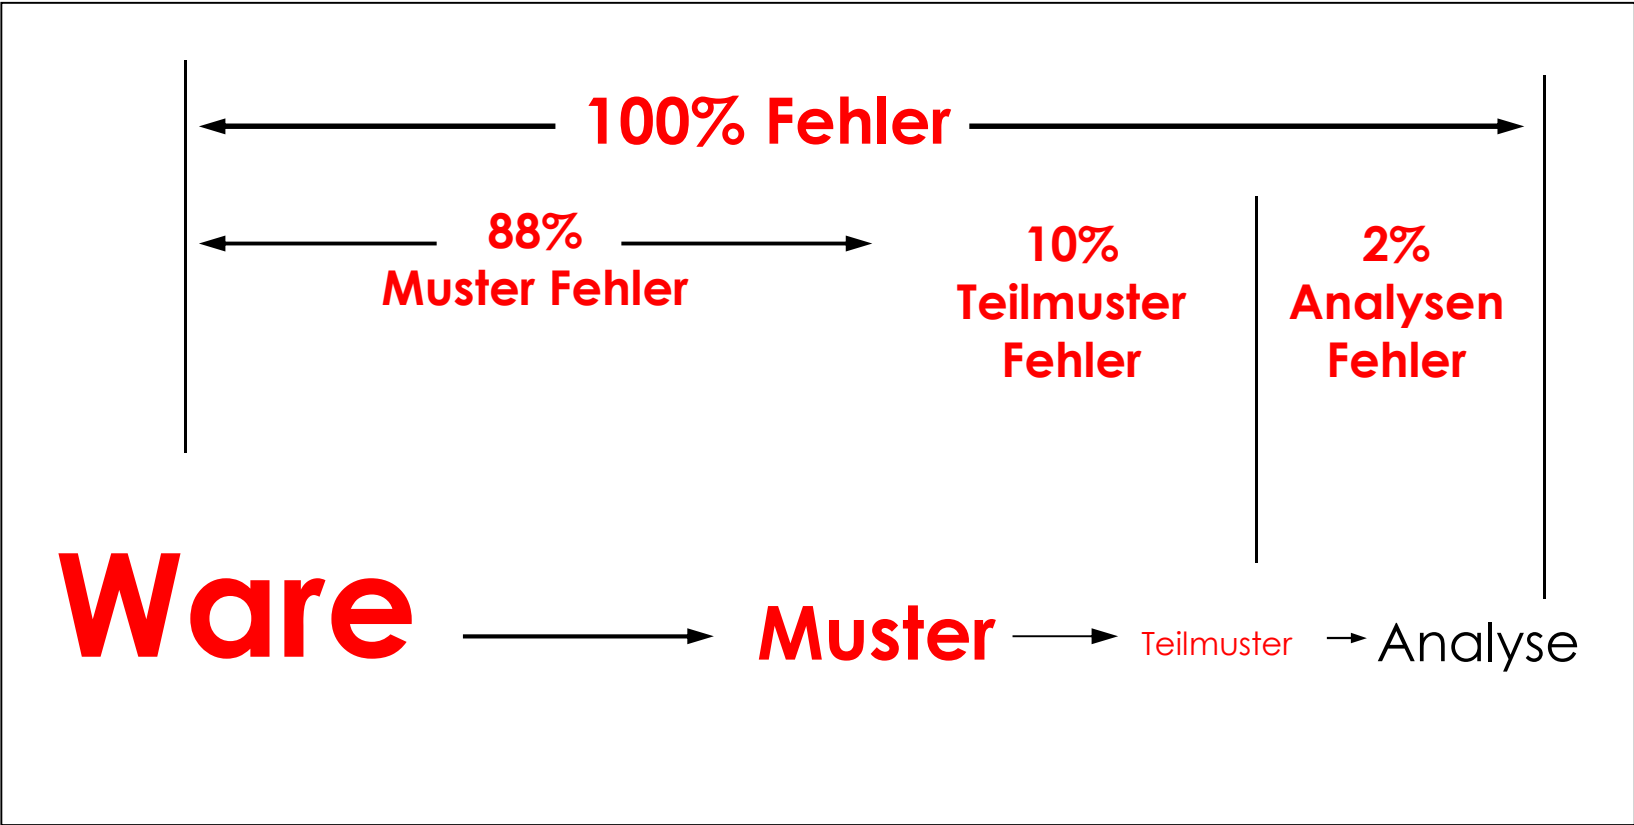 100% Fehler
88%
Muster Fehler
10%
Teilmuster
Fehler
2%
Analysen
Fehler
Ware
Muster
Teilmuster
Analyse